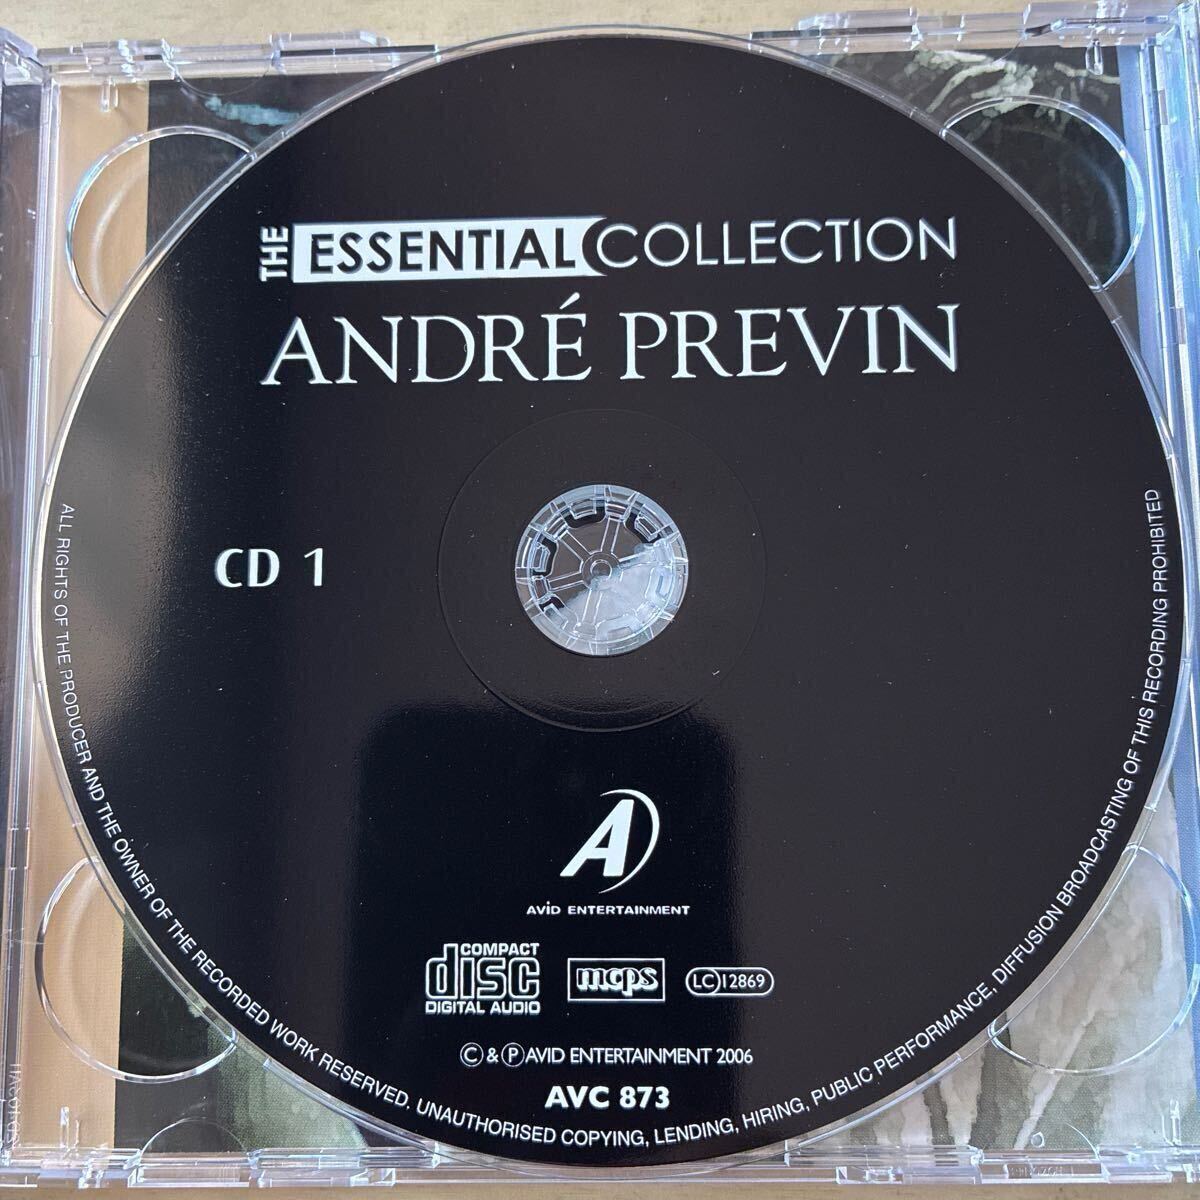 THE ESSENTIAL COLLECTION
ANDRÉ PREVIN
CD 1
A
AViD ENTERTAINMENT
COMPACT
disc
DIGITAL AUDIO
mcps
LC 12869
© & ℗ AVID ENTERTAINMENT 2006
AVC 873
ALL RIGHTS OF THE PRODUCER AND THE OWNER OF THE RECORDED WORK RESERVED. UNAUTHORISED COPYING, LENDING, HIRING, PUBLIC PERFORMANCE, DIFFUSION BROADCASTING OF THIS RECORDING PROHIBITED